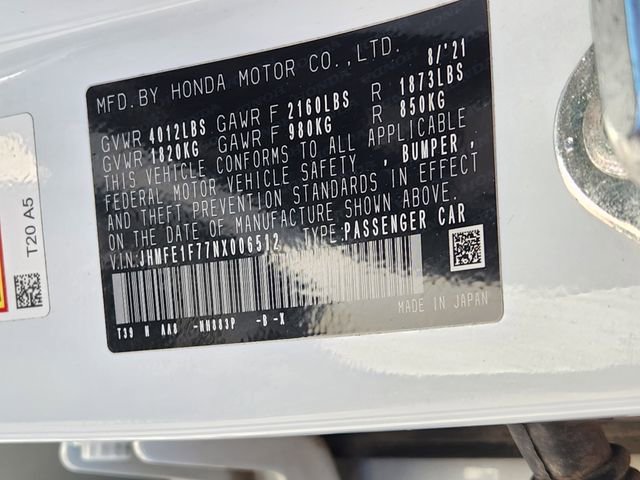 MFD.BY HONDA MOTOR CO.,LTD. 8/'21
GVWR 4012LBS GAWR F 2160LBS R 1873LBS
GVWR 1820KG GAWR F 980KG R 850KG
THIS VEHICLE CONFORMS TO ALL APPLICABLE
FEDERAL MOTOR VEHICLE SAFETY , BUMPER ,
AND THEFT PREVENTION STANDARDS IN EFFECT
ON THE DATE OF MANUFACTURE SHOWN ABOVE.
V.I.N:JHMFE1F77NX006512 TYPE:PASSENGER CAR
MADE IN JAPAN
T39 N AA8 -NH883P -B -X
T20 A5